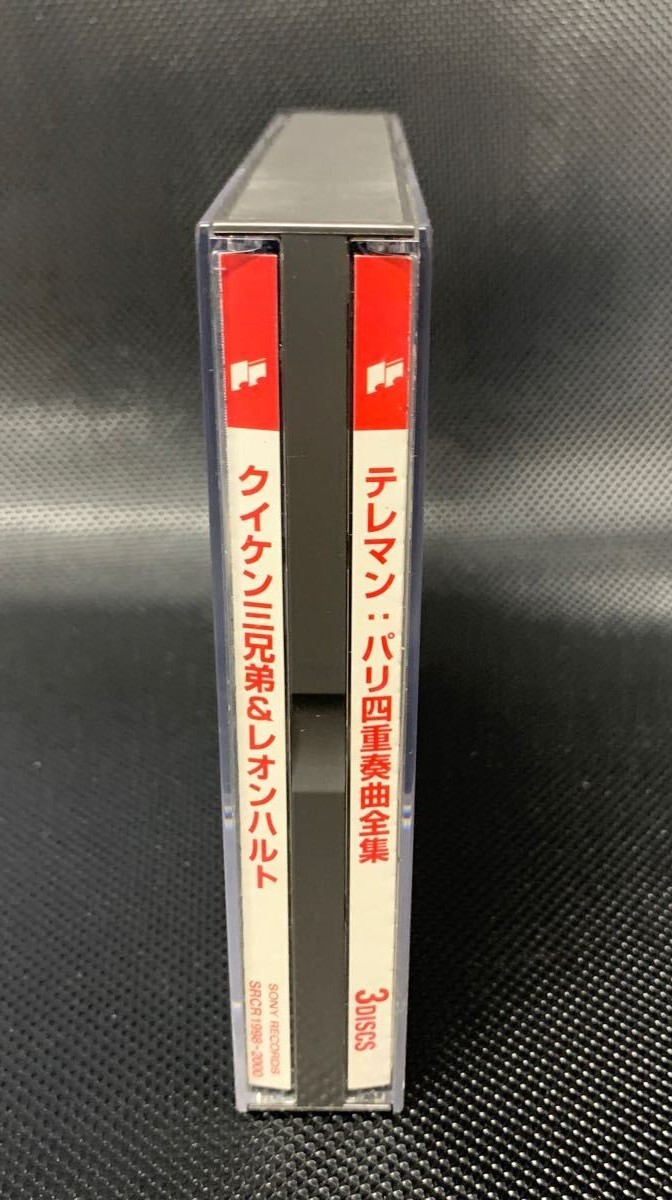 テレマン：パリ四重奏曲全集
3DISCS
クイケン三兄弟&レオンハルト
SONY RECORDS
SRCR 1998-2000